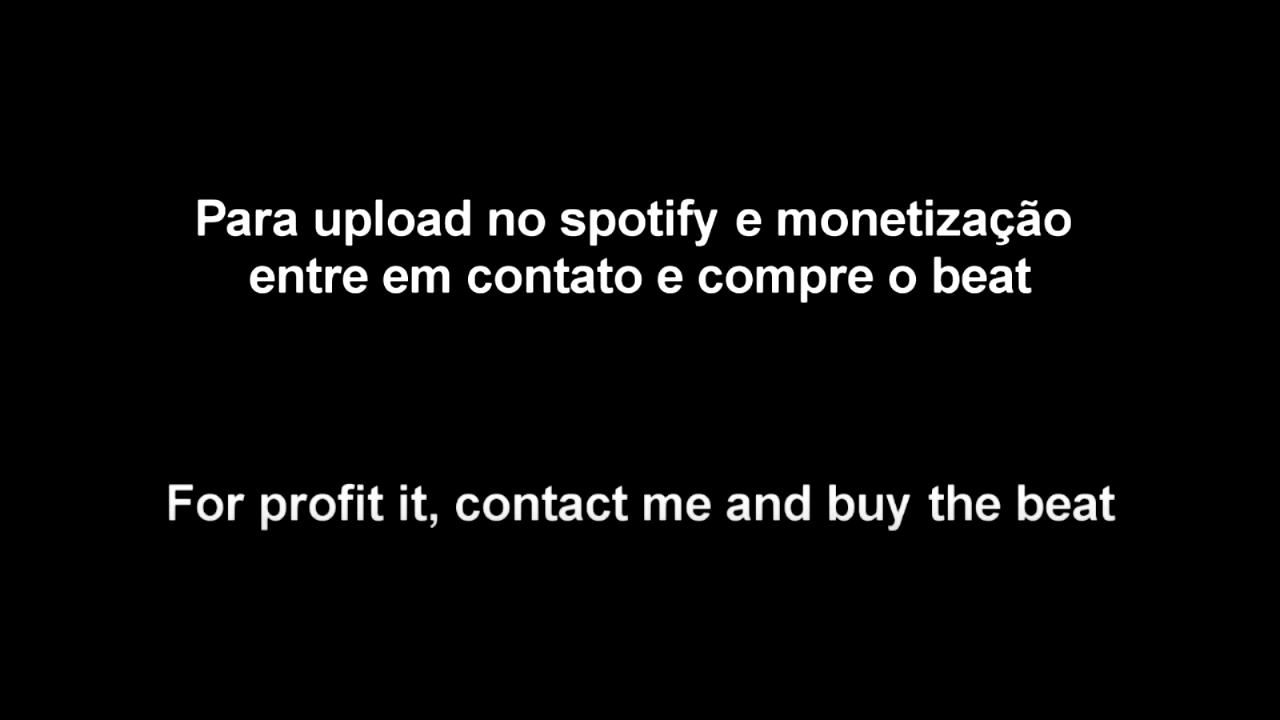 Para upload no spotify e monetização
entre em contato e compre o beat
For profit it, contact me and buy the beat